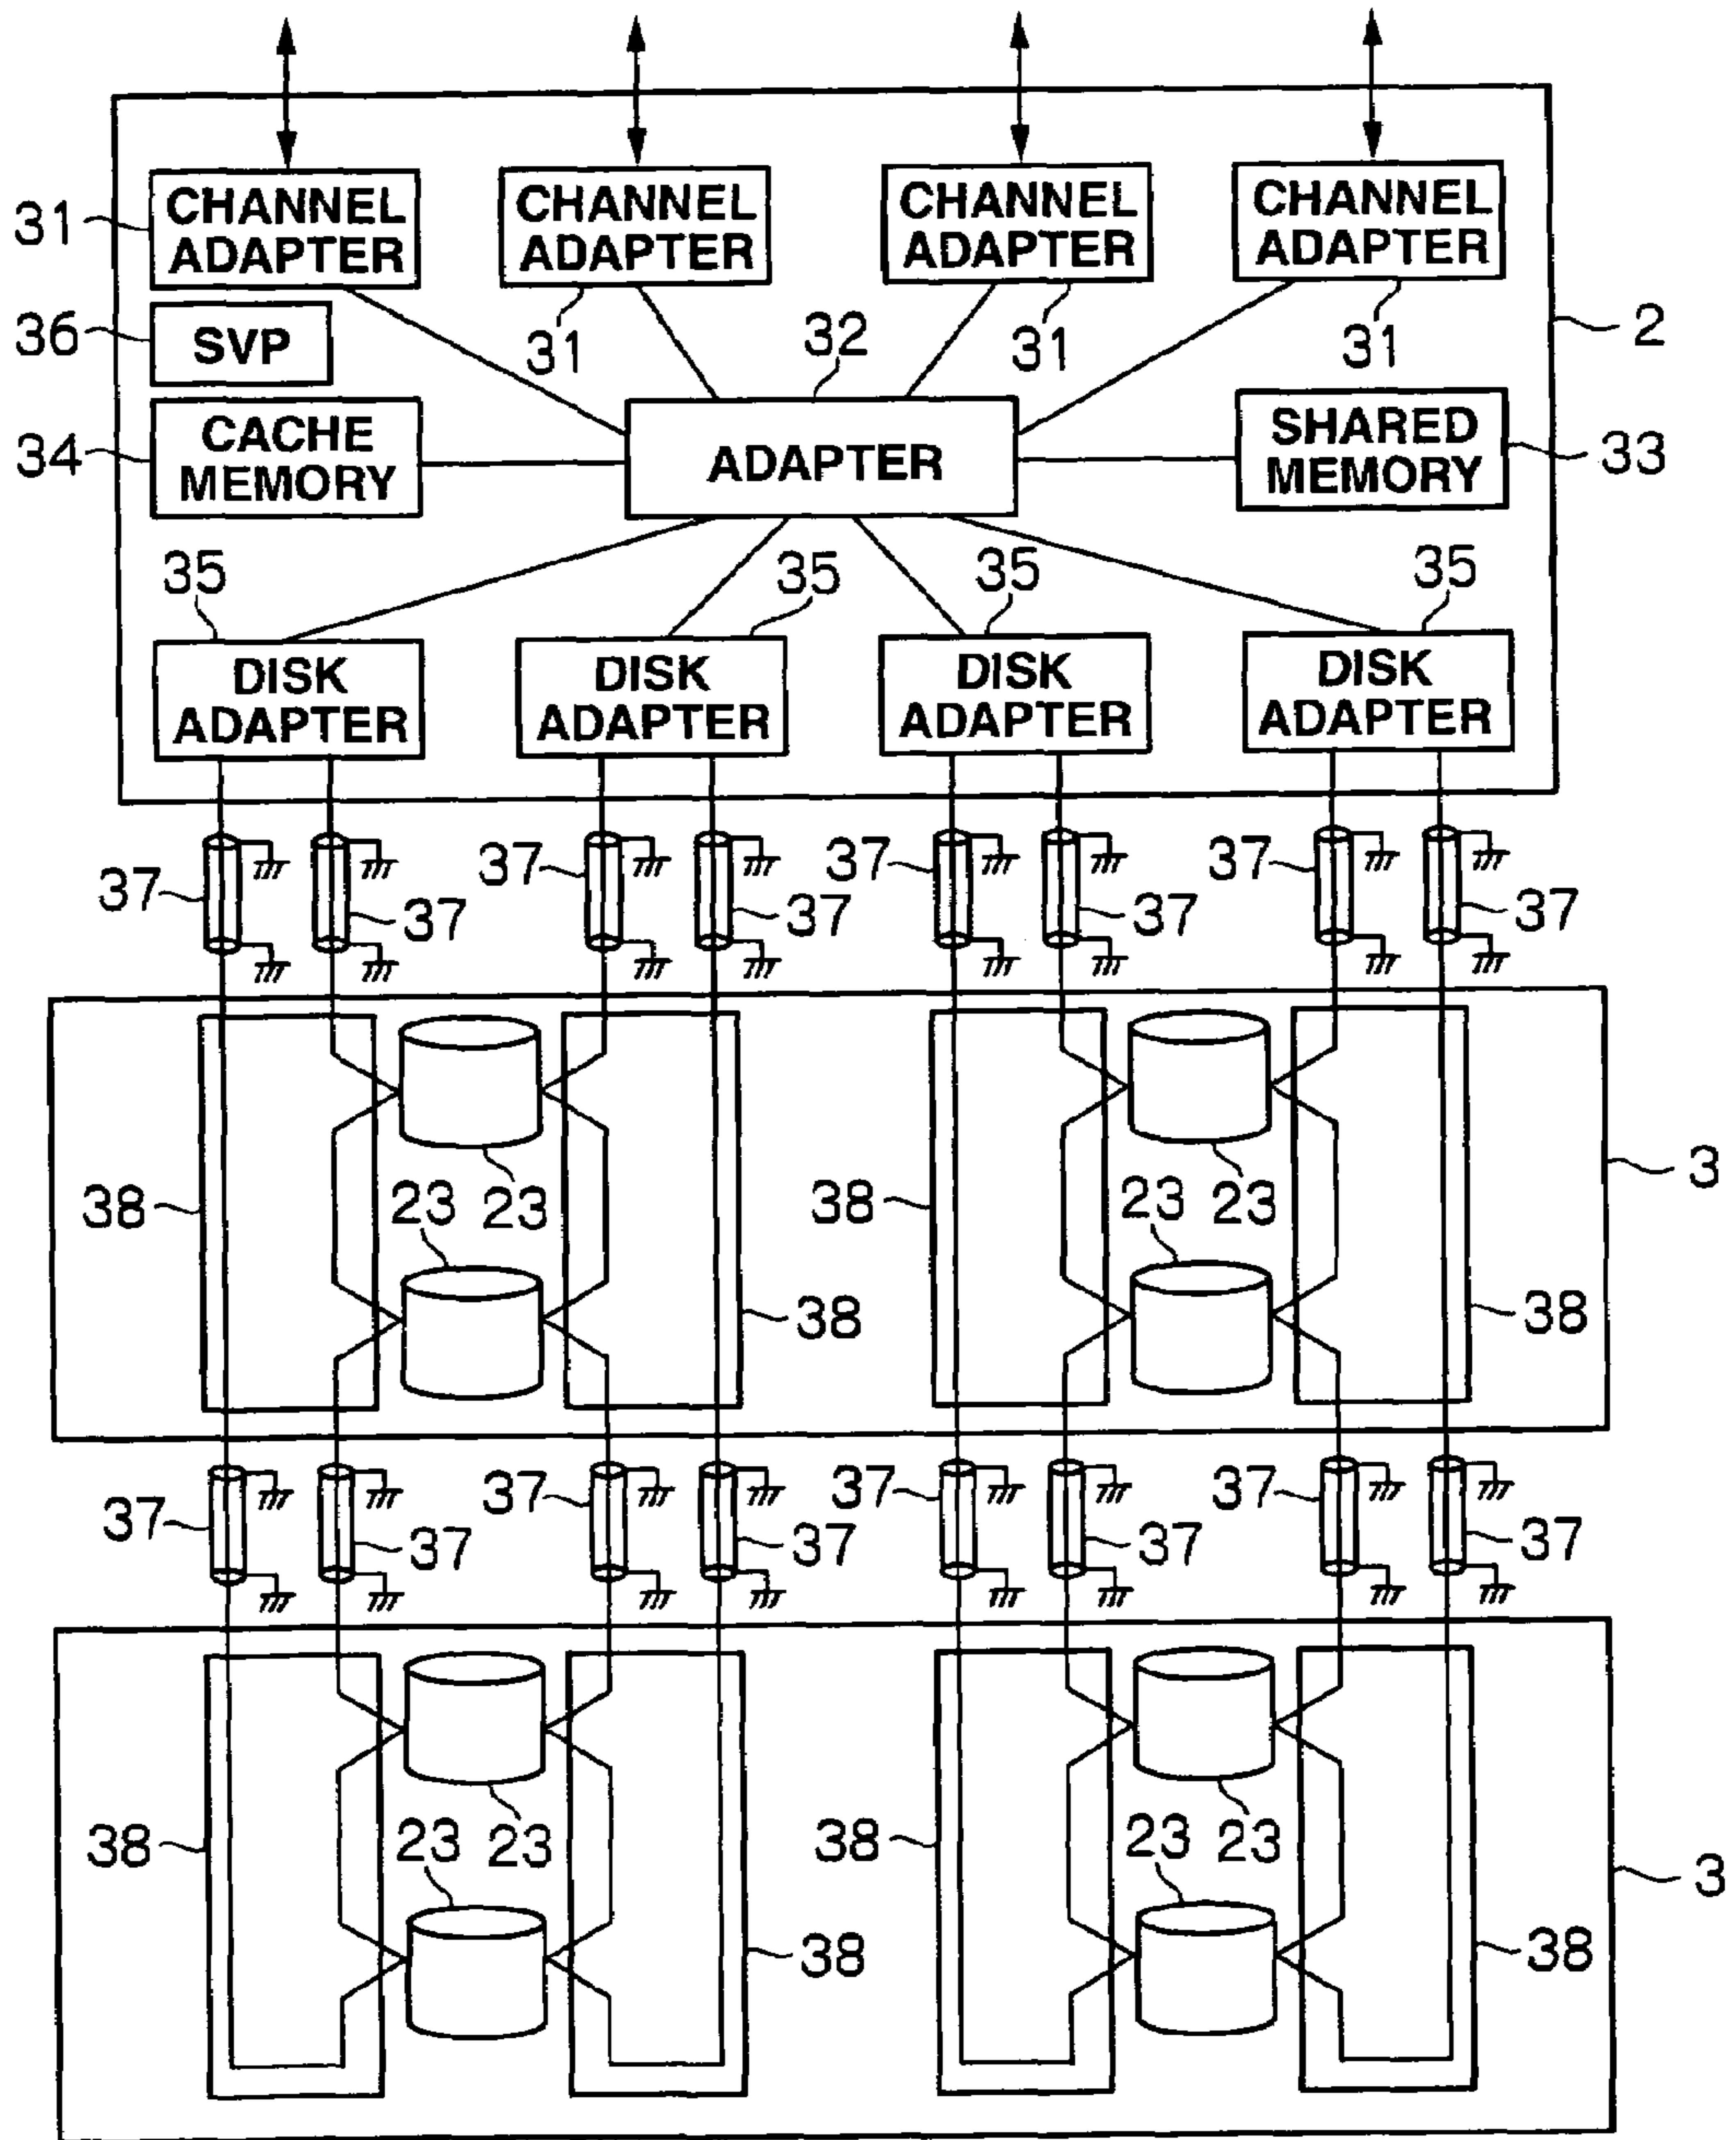 CHANNEL
ADAPTER
CHANNEL
ADAPTER
CHANNEL
ADAPTER
CHANNEL
ADAPTER
31
31
31
31
2
36
SVP
32
34
CACHE
MEMORY
ADAPTER
SHARED
MEMORY
33
35
35
35
35
DISK
ADAPTER
DISK
ADAPTER
DISK
ADAPTER
DISK
ADAPTER
37
37
37
37
37
37
37
37
3
38
23
23
38
23
23
38
38
37
37
37
37
37
37
37
37
38
23
23
38
23
23
3
38
38